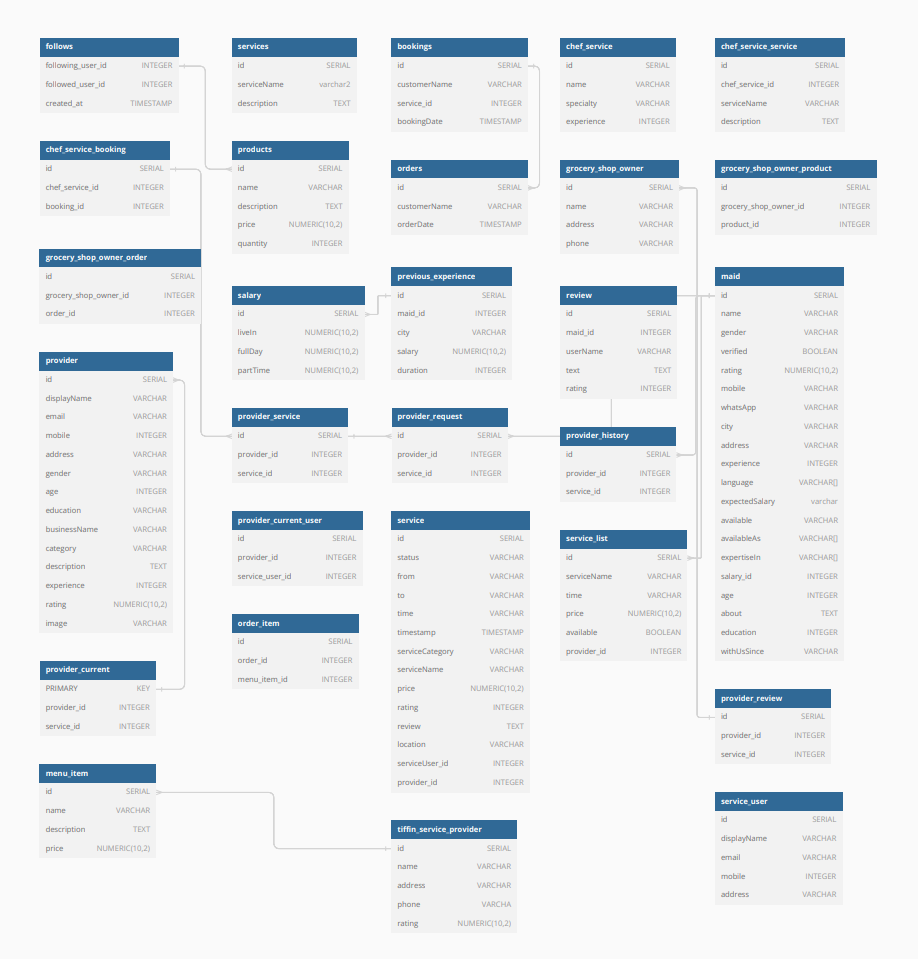 follows
following_user_id INTEGER
followed_user_id INTEGER
created_at TIMESTAMP
services
id SERIAL
serviceName varchar2
description TEXT
bookings
id SERIAL
customerName VARCHAR
service_id INTEGER
bookingDate TIMESTAMP
chef_service
id SERIAL
name VARCHAR
specialty VARCHAR
experience INTEGER
chef_service_service
id SERIAL
chef_service_id INTEGER
serviceName VARCHAR
description TEXT
chef_service_booking
id SERIAL
chef_service_id INTEGER
booking_id INTEGER
products
id SERIAL
name VARCHAR
description TEXT
price NUMERIC(10,2)
quantity INTEGER
orders
id SERIAL
customerName VARCHAR
orderDate TIMESTAMP
grocery_shop_owner
id SERIAL
name VARCHAR
address VARCHAR
phone VARCHAR
grocery_shop_owner_product
id SERIAL
grocery_shop_owner_id INTEGER
product_id INTEGER
grocery_shop_owner_order
id SERIAL
grocery_shop_owner_id INTEGER
order_id INTEGER
salary
id SERIAL
liveIn NUMERIC(10,2)
fullDay NUMERIC(10,2)
partTime NUMERIC(10,2)
previous_experience
id SERIAL
maid_id INTEGER
city VARCHAR
salary NUMERIC(10,2)
duration INTEGER
review
id SERIAL
maid_id INTEGER
userName VARCHAR
text TEXT
rating INTEGER
maid
id SERIAL
name VARCHAR
gender VARCHAR
verified BOOLEAN
rating NUMERIC(10,2)
mobile VARCHAR
whatsApp VARCHAR
city VARCHAR
address VARCHAR
experience INTEGER
language VARCHAR[]
expectedSalary varchar
available VARCHAR
availableAs VARCHAR[]
expertiseIn VARCHAR[]
salary_id INTEGER
age INTEGER
about TEXT
education INTEGER
withUsSince VARCHAR
provider
id SERIAL
displayName VARCHAR
email VARCHAR
mobile INTEGER
address VARCHAR
gender VARCHAR
age INTEGER
education VARCHAR
businessName VARCHAR
category VARCHAR
description TEXT
experience INTEGER
rating NUMERIC(10,2)
image VARCHAR
provider_service
id SERIAL
provider_id INTEGER
service_id INTEGER
provider_request
id SERIAL
provider_id INTEGER
service_id INTEGER
provider_history
id SERIAL
provider_id INTEGER
service_id INTEGER
provider_current_user
id SERIAL
provider_id INTEGER
service_user_id INTEGER
service
id SERIAL
status VARCHAR
from VARCHAR
to VARCHAR
time VARCHAR
timestamp TIMESTAMP
serviceCategory VARCHAR
serviceName VARCHAR
price NUMERIC(10,2)
rating INTEGER
review TEXT
location VARCHAR
serviceUser_id INTEGER
provider_id INTEGER
service_list
id SERIAL
serviceName VARCHAR
time VARCHAR
price NUMERIC(10,2)
available BOOLEAN
provider_id INTEGER
order_item
id SERIAL
order_id INTEGER
menu_item_id INTEGER
provider_current
PRIMARY KEY
provider_id INTEGER
service_id INTEGER
provider_review
id SERIAL
provider_id INTEGER
service_id INTEGER
menu_item
id SERIAL
name VARCHAR
description TEXT
price NUMERIC(10,2)
tiffin_service_provider
id SERIAL
name VARCHAR
address VARCHAR
phone VARCHA
rating NUMERIC(10,2)
service_user
id SERIAL
displayName VARCHAR
email VARCHAR
mobile INTEGER
address VARCHAR